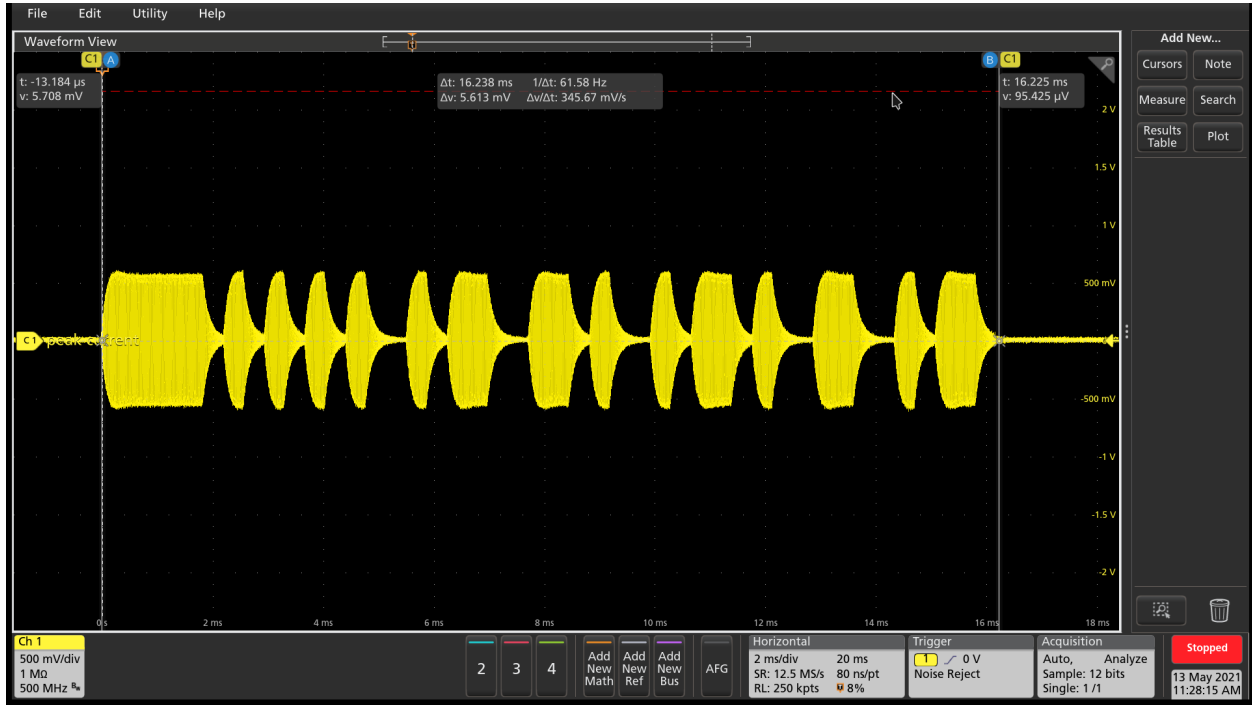 File Edit Utility Help
Waveform View
Add New...
C1 A
B C1
Cursors Note
t: -13.184 µs
v: 5.708 mV
Δt: 16.238 ms 1/Δt: 61.58 Hz
Δv: 5.613 mV Δv/Δt: 345.67 mV/s
t: 16.225 ms
v: 95.425 µV
Measure Search
Results Table Plot
2 V
1.5 V
1 V
500 mV
C1 peak current
-500 mV
-1 V
-1.5 V
-2 V
0 s 2 ms 4 ms 6 ms 8 ms 10 ms 12 ms 14 ms 16 ms 18 ms
Ch 1
500 mV/div
1 MΩ
500 MHz
2 3 4
Add New Math
Add New Ref
Add New Bus
AFG
Horizontal
2 ms/div 20 ms
SR: 12.5 MS/s 80 ns/pt
RL: 250 kpts 8%
Trigger
1 0 V
Noise Reject
Acquisition
Auto, Analyze
Sample: 12 bits
Single: 1 /1
Stopped
13 May 2021
11:28:15 AM